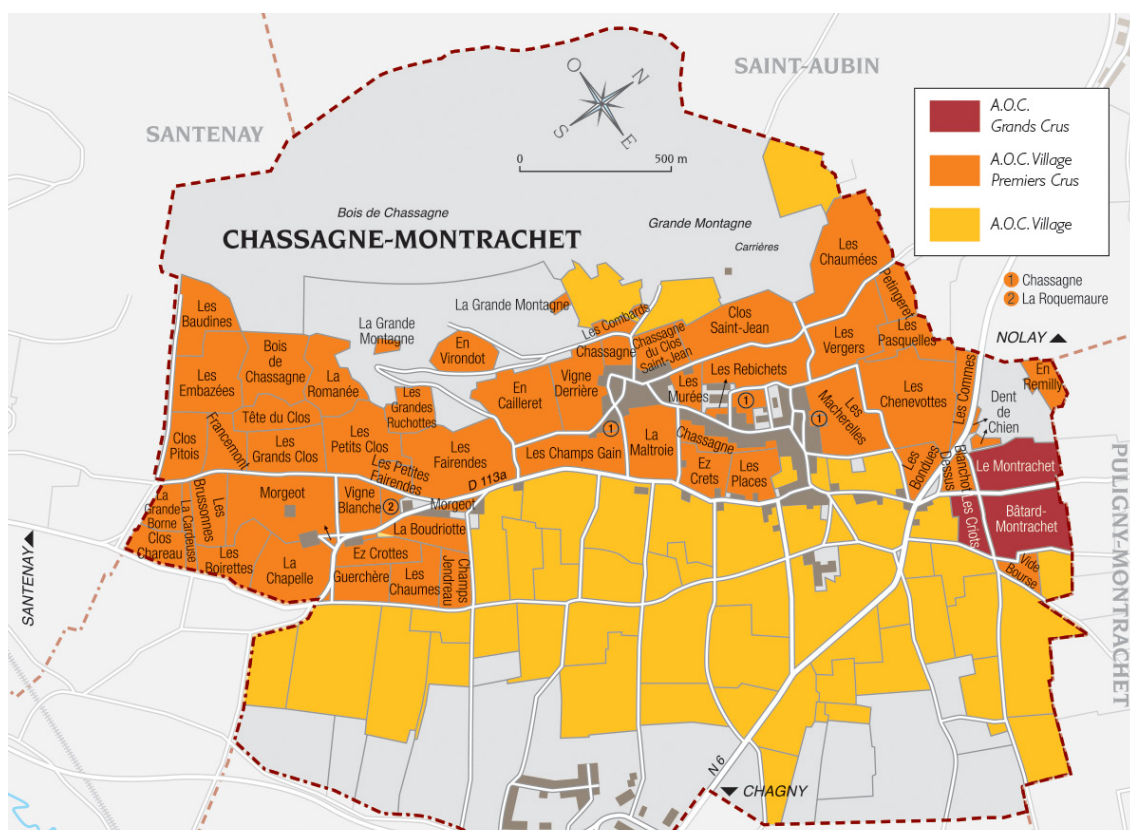 SAINT-AUBIN
SANTENAY
O
N
S
E
0
500 m
A.O.C.
Grands Crus
A.O.C. Village
Premiers Crus
A.O.C. Village
Bois de Chassagne
CHASSAGNE-MONTRACHET
Grande Montagne
Carrières
1 Chassagne
2 La Roquemaure
NOLAY
Les
Chaumées
Petingeret
Les
Baudines
La Grande Montagne
La Grande
Montagne
Les Combards
Clos
Saint-Jean
Les
Vergers
Les
Pasquelles
En
Virondot
Chassagne
Chassagne
du Clos
Saint-Jean
Bois
de
Chassagne
La
Romanée
Les
Embazées
En
Cailleret
Vigne
Derrière
Les
Murées
Les Rebichets
1
Les
Macherelles
Les
Chenevottes
Les Commes
En
Remilly
Dent
de
Chien
Les
Grandes
Ruchottes
Tête du Clos
Clos
Pitois
Francemont
Les
Grands Clos
Les
Petits Clos
Les Petites
Fairendes
Les
Fairendes
D 113a
1
Les Champs Gain
La
Maltroie
Chassagne
Ez
Crets
Les
Places
1
Les Bondues
Blanchot
Dessus
Le Montrachet
Les Criots
Bâtard-
Montrachet
Vide
Bourse
PULIGNY-MONTRACHET
La
Grande
Borne
Clos
Chareau
La Cardeuse
Les
Brussonnes
Morgeot
Vigne
Blanche
2
Morgeot
La Boudriotte
Les
Boirettes
La
Chapelle
Ez Crottes
Guerchère
Les
Chaumes
Champs
Jendreau
SANTENAY
N 6
CHAGNY